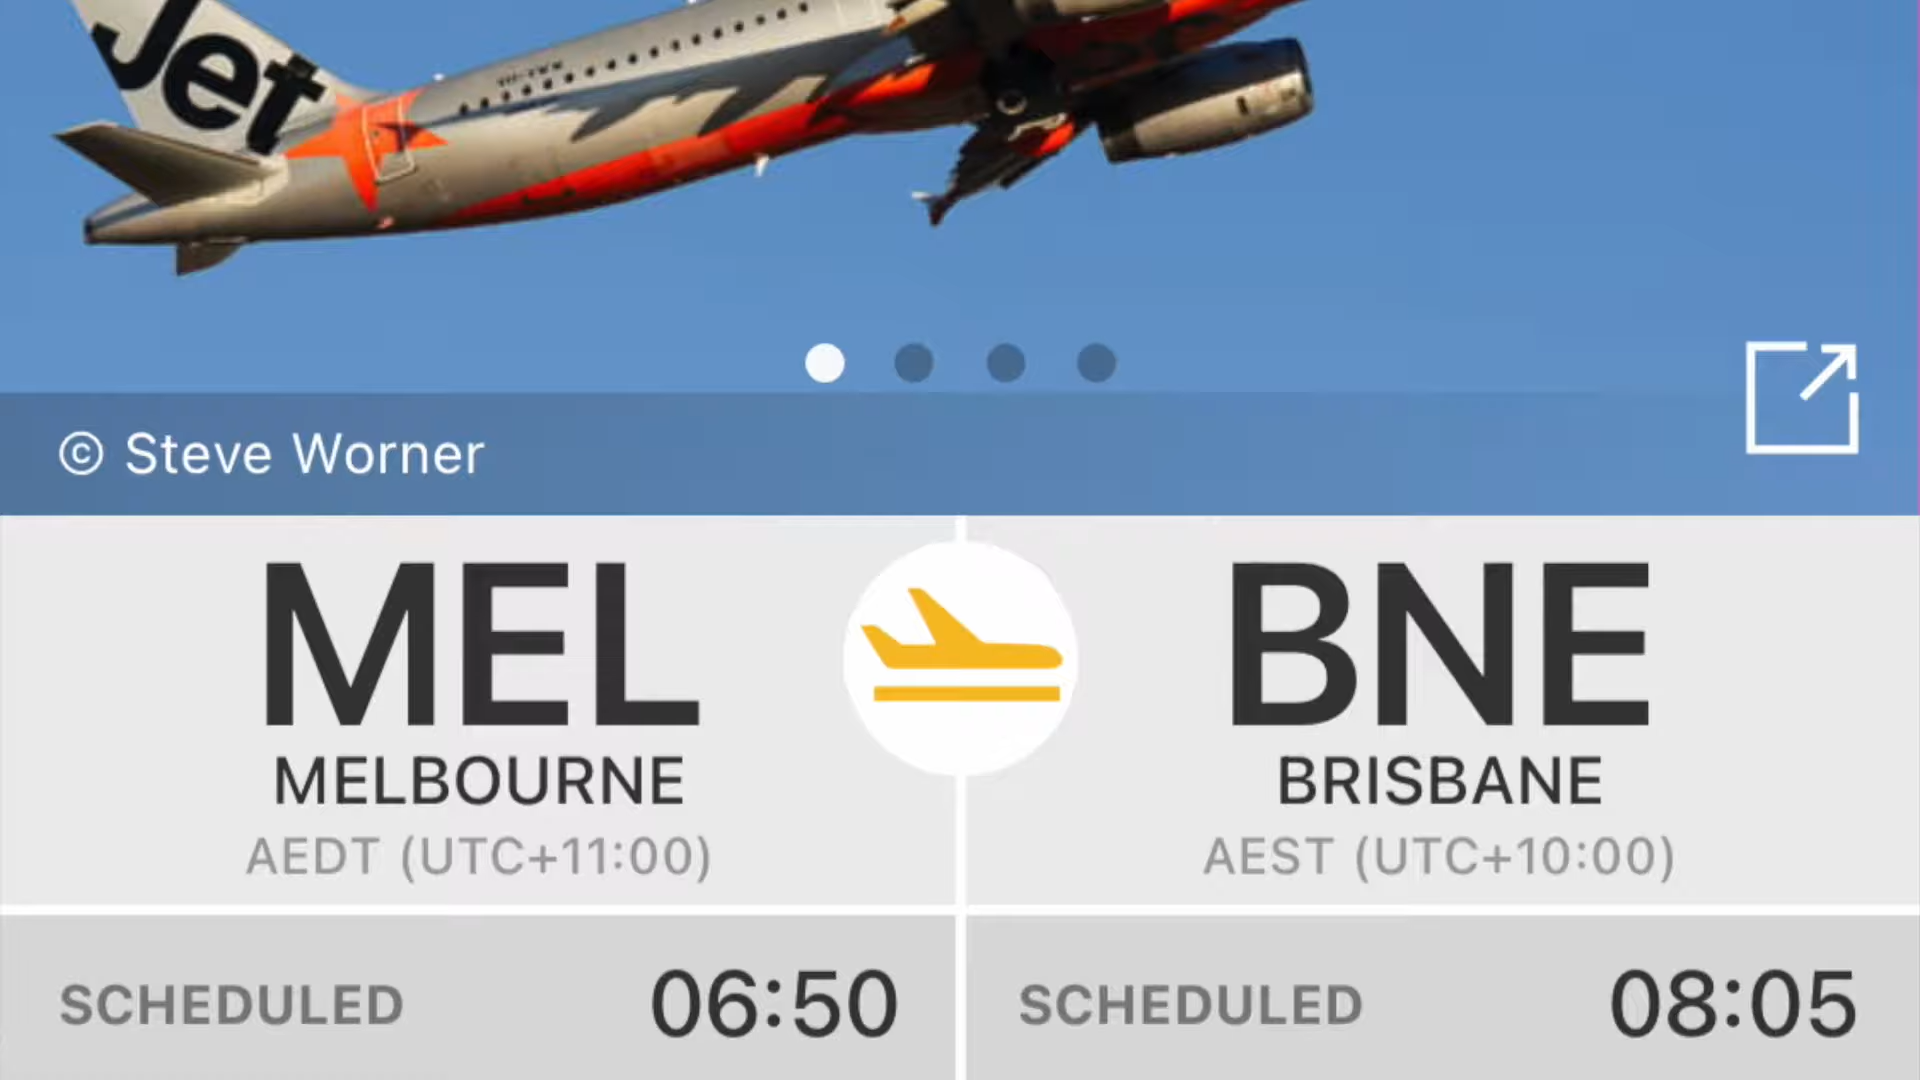 Jet
© Steve Worner
MEL
BNE
MELBOURNE
BRISBANE
AEDT (UTC+11:00)
AEST (UTC+10:00)
SCHEDULED 06:50
SCHEDULED 08:05